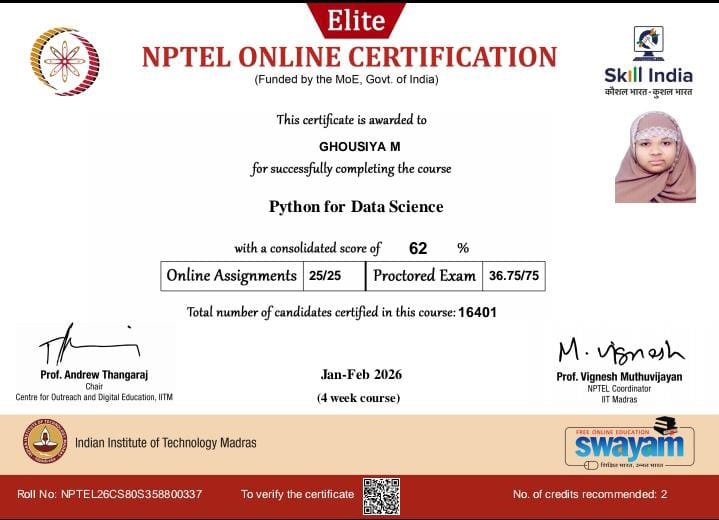 Elite
NPTEL ONLINE CERTIFICATION
(Funded by the MoE, Govt. of India)
Skill India
कौशल भारत - कुशल भारत
This certificate is awarded to
GHOUSIYA M
for successfully completing the course
Python for Data Science
with a consolidated score of 62 %
Online Assignments 25/25 Proctored Exam 36.75/75
Total number of candidates certified in this course: 16401
M. Vignesh
Prof. Andrew Thangaraj
Chair
Centre for Outreach and Digital Education, IITM
Jan-Feb 2026
(4 week course)
Prof. Vignesh Muthuvijayan
NPTEL Coordinator
IIT Madras
Indian Institute of Technology Madras
FREE ONLINE EDUCATION
swayam
शिक्षित भारत, उन्नत भारत
Roll No: NPTEL26CS80S358800337 To verify the certificate No. of credits recommended: 2